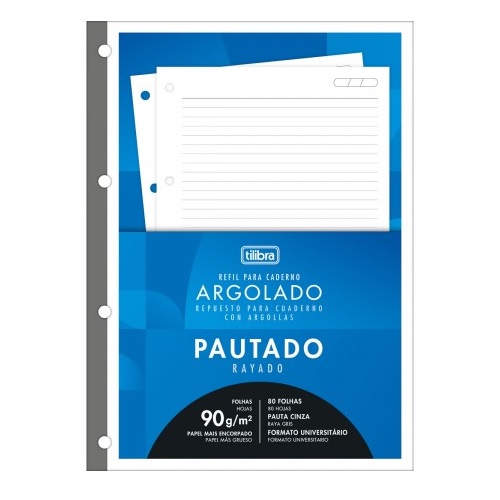 tilibra
REFIL PARA CADERNO
ARGOLADO
REPUESTO PARA CUADERNO
CON ARGOLLAS
PAUTADO
RAYADO
FOLHAS
HOJAS
90g/m²
PAPEL MAIS ENCORPADO
PAPEL MÁS GRUESO
80 FOLHAS
80 HOJAS
PAUTA CINZA
RAYA GRIS
FORMATO UNIVERSITÁRIO
FORMATO UNIVERSITARIO